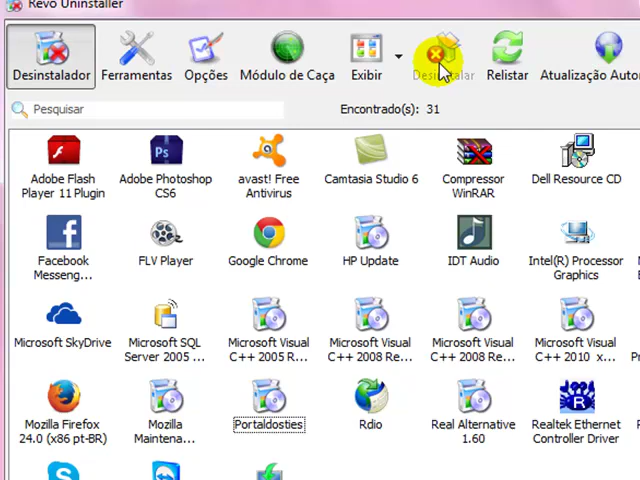 Revo Uninstaller
Desinstalador Ferramentas Opções Módulo de Caça Exibir Desinstalar Relistar Atualização Auto
Pesquisar Encontrado(s): 31
Adobe Flash Player 11 Plugin
Adobe Photoshop CS6
avast! Free Antivirus
Camtasia Studio 6
Compressor WinRAR
Dell Resource CD
Facebook Messeng...
FLV Player
Google Chrome
HP Update
IDT Audio
Intel(R) Processor Graphics
Microsoft SkyDrive
Microsoft SQL Server 2005 ...
Microsoft Visual C++ 2005 R...
Microsoft Visual C++ 2008 Re...
Microsoft Visual C++ 2008 Re...
Microsoft Visual C++ 2010 x...
Mozilla Firefox 24.0 (x86 pt-BR)
Mozilla Maintena...
Portaldosties
Rdio
Real Alternative 1.60
Realtek Ethernet Controller Driver